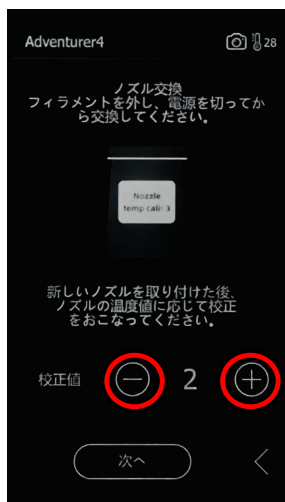 Adventurer4
28
ノズル交換
フィラメントを外し、電源を切ってか
ら交換してください。
Nozzle
temp cali: 3
新しいノズルを取り付けた後、
ノズルの温度値に応じて校正
をおこなってください。
校正値
2
次へ